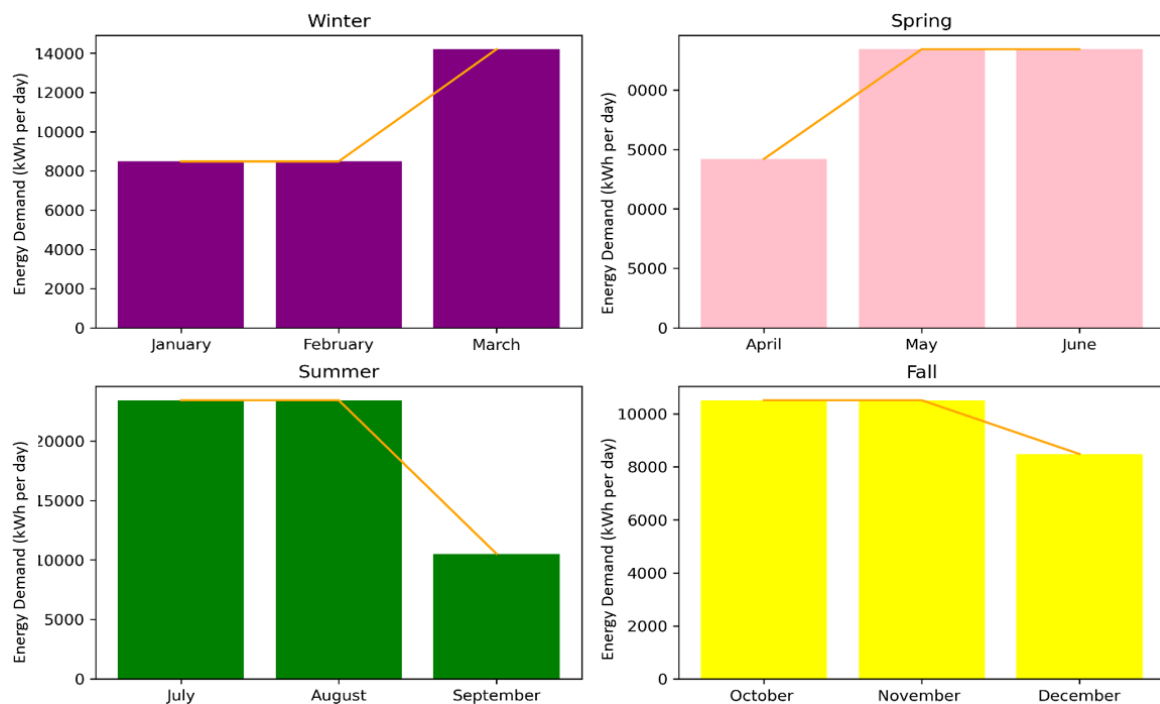 Winter
Energy Demand (kWh per day)
14000
12000
10000
8000
6000
4000
2000
0
January February March
Spring
Energy Demand (kWh per day)
0000
5000
0000
5000
0
April May June
Summer
Energy Demand (kWh per day)
20000
15000
10000
5000
0
July August September
Fall
Energy Demand (kWh per day)
10000
8000
6000
4000
2000
0
October November December